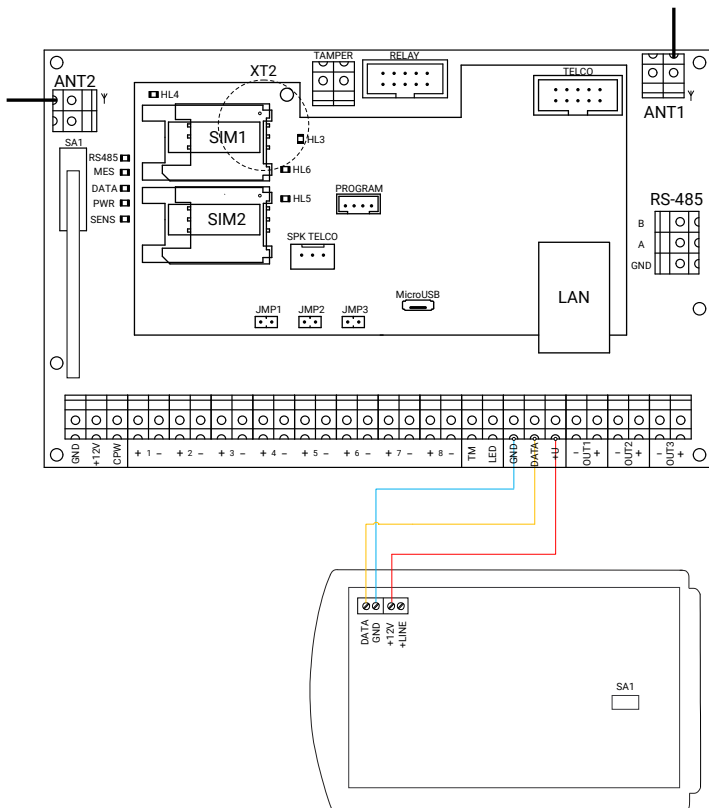 TAMPER
RELAY
XT2
ANT2
HL4
TELCO
ANT1
SA1
SIM1
HL3
RS485
MES
HL6
DATA
PWR
SENS
SIM2
HL5
PROGRAM
RS-485
B
A
GND
SPK TELCO
MicroUSB
LAN
JMP1
JMP2
JMP3
GND
+12V
CPW
+ 1 −
+ 2 −
+ 3 −
+ 4 −
+ 5 −
+ 6 −
+ 7 −
+ 8 −
TM
LED
GND
DATA
+U
− OUT1 +
− OUT2 +
− OUT3 +
DATA
GND
+12V
+LINE
SA1